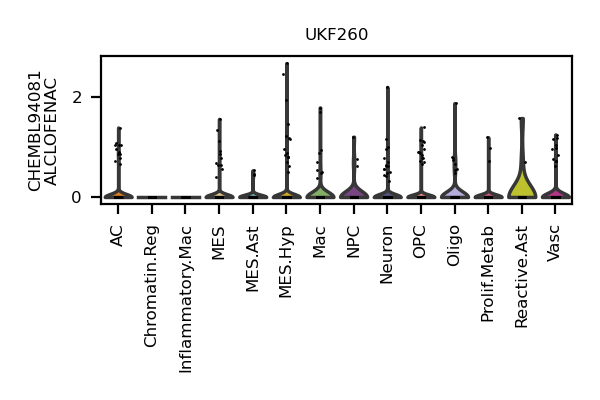 UKF260
CHEMBL94081
ALCLOFENAC
2
0
AC
Chromatin.Reg
Inflammatory.Mac
MES
MES.Ast
MES.Hyp
Mac
NPC
Neuron
OPC
Oligo
Prolif.Metab
Reactive.Ast
Vasc